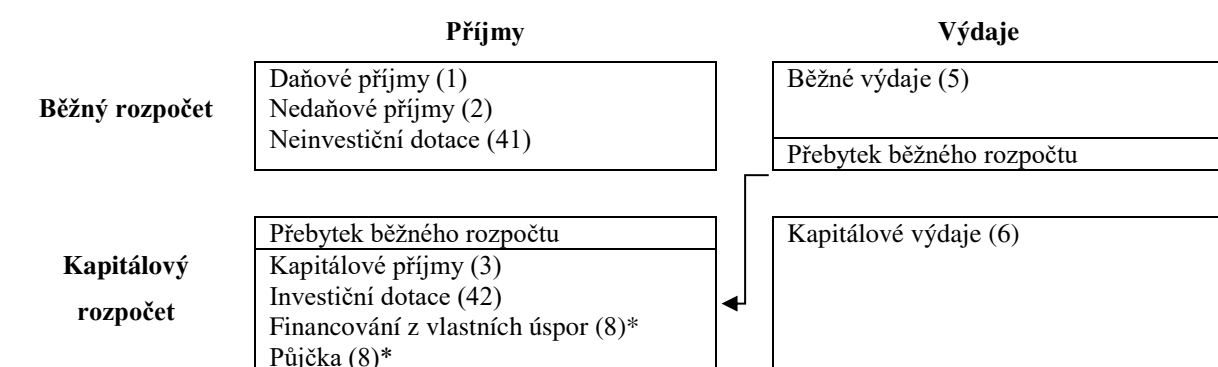 Příjmy
Výdaje
Běžný rozpočet
Daňové příjmy (1)
Nedaňové příjmy (2)
Neinvestiční dotace (41)
Běžné výdaje (5)
Přebytek běžného rozpočtu
Kapitálový
rozpočet
Přebytek běžného rozpočtu
Kapitálové příjmy (3)
Investiční dotace (42)
Financování z vlastních úspor (8)*
Půjčka (8)*
Kapitálové výdaje (6)